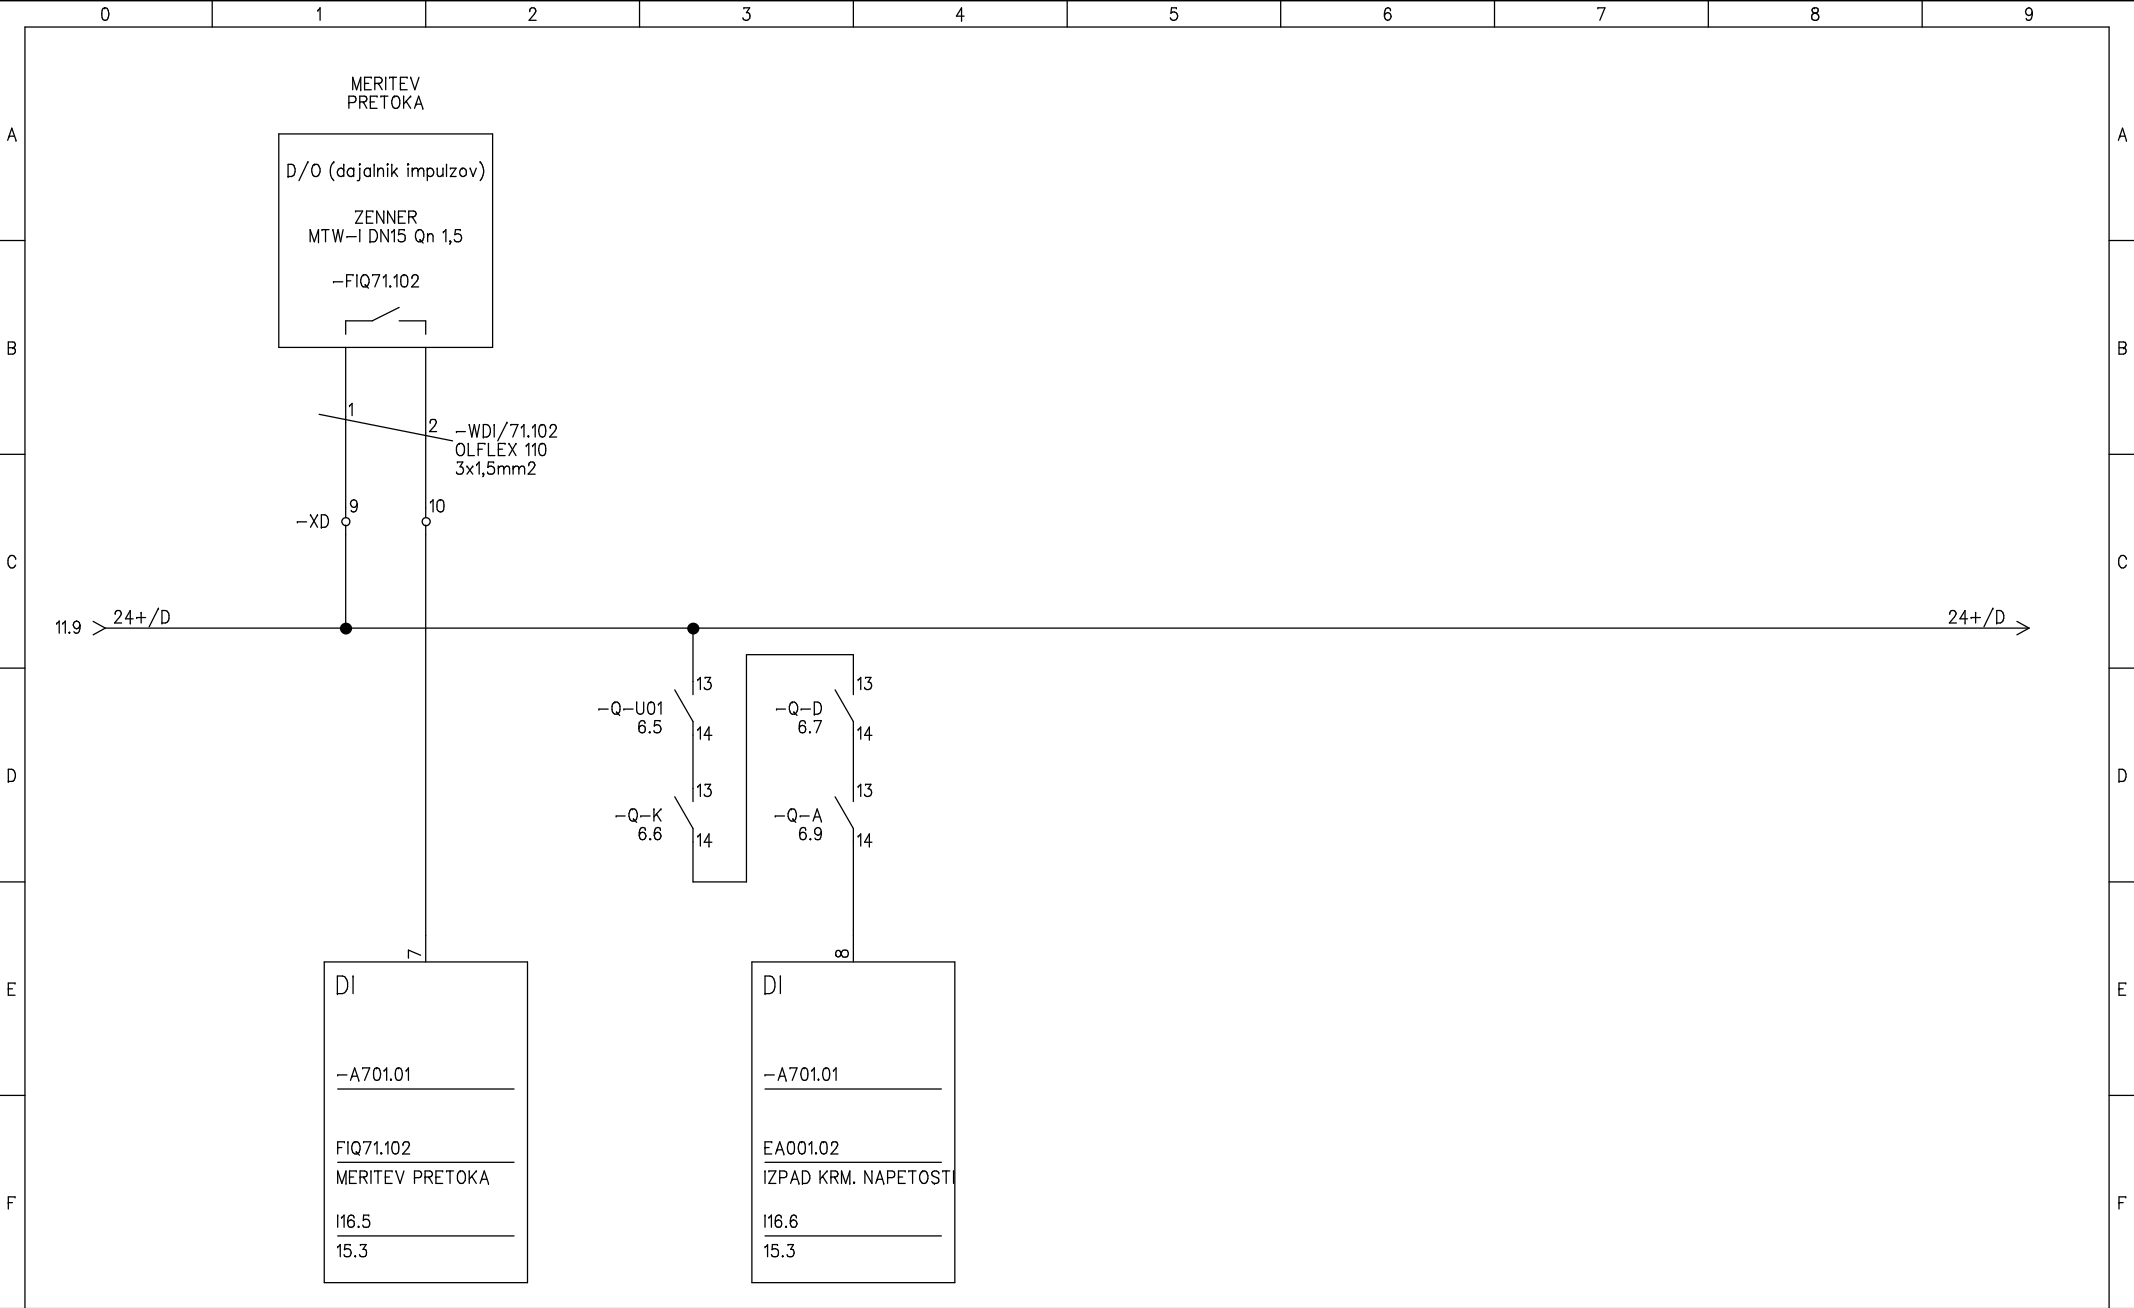 0 1 2 3 4 5 6 7 8 9
MERITEV
PRETOKA
A A
D/O (dajalnik impulzov)
ZENNER
MTW-I DN15 Qn 1,5
-FIQ71.102
B B
1
2
-WDI/71.102
OLFLEX 110
3x1,5mm2
-XD 9 10
C C
11.9 24+/D 24+/D
13 13
-Q-U01 -Q-D
6.5 6.7
14 14
D D
13 13
-Q-K -Q-A
6.6 6.9
14 14
7 8
E E
DI DI
-A701.01 -A701.01
FIQ71.102 EA001.02
MERITEV PRETOKA IZPAD KRM. NAPETOSTI
F F
I16.5 I16.6
15.3 15.3